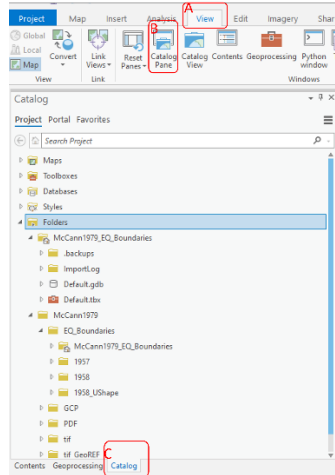 A
Project Map Insert Analysis View Edit Imagery Shar
B
Global
Local
Map
Convert
Link Views
Reset Panes
Catalog Pane
Catalog View
Contents
Geoprocessing
Python window
View Link Windows
Catalog
Project Portal Favorites
Search Project
Maps
Toolboxes
Databases
Styles
Folders
McCann1979_EQ_Boundaries
.backups
ImportLog
Default.gdb
Default.tbx
McCann1979
EQ_Boundaries
McCann1979_EQ_Boundaries
1957
1958
1958_UShape
GCP
PDF
tif
tif GeoREF
C
Contents Geoprocessing Catalog